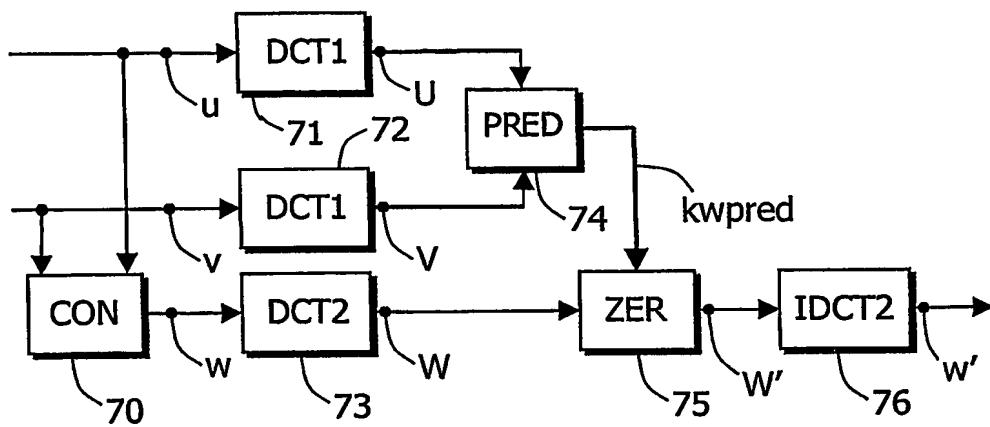 DCT1
u
U
71
72
PRED
DCT1
v
V
74
kwpred
CON
w
DCT2
W
ZER
W'
IDCT2
w'
70
73
75
76